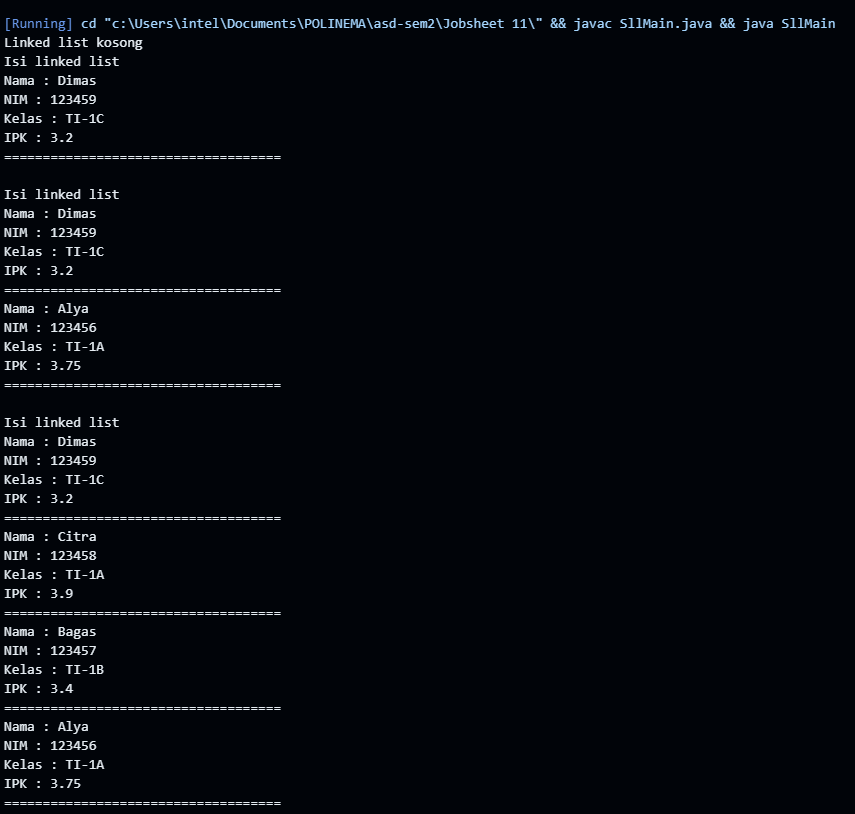 [Running] cd "c:\Users\intel\Documents\POLINEMA\asd-sem2\Jobsheet 11\" && javac SllMain.java && java SllMain
Linked list kosong
Isi linked list
Nama : Dimas
NIM : 123459
Kelas : TI-1C
IPK : 3.2
====================================
Isi linked list
Nama : Dimas
NIM : 123459
Kelas : TI-1C
IPK : 3.2
====================================
Nama : Alya
NIM : 123456
Kelas : TI-1A
IPK : 3.75
====================================
Isi linked list
Nama : Dimas
NIM : 123459
Kelas : TI-1C
IPK : 3.2
====================================
Nama : Citra
NIM : 123458
Kelas : TI-1A
IPK : 3.9
====================================
Nama : Bagas
NIM : 123457
Kelas : TI-1B
IPK : 3.4
====================================
Nama : Alya
NIM : 123456
Kelas : TI-1A
IPK : 3.75
====================================